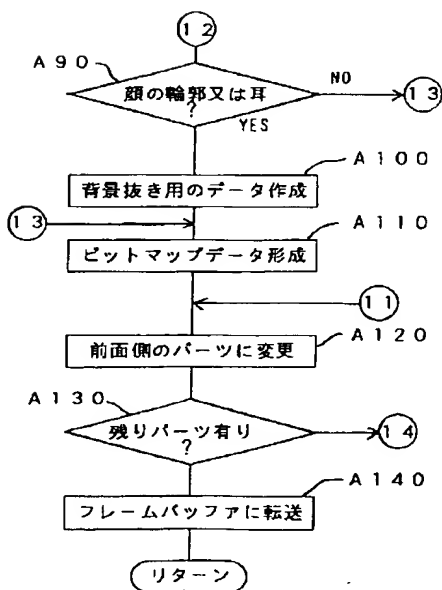 12
A90
顔の輪郭又は耳
?
NO
13
YES
A100
背景抜き用のデータ作成
13
A110
ビットマップデータ形成
11
A120
前面側のパーツに変更
A130
残りパーツ有り
?
14
A140
フレームバッファに転送
リターン